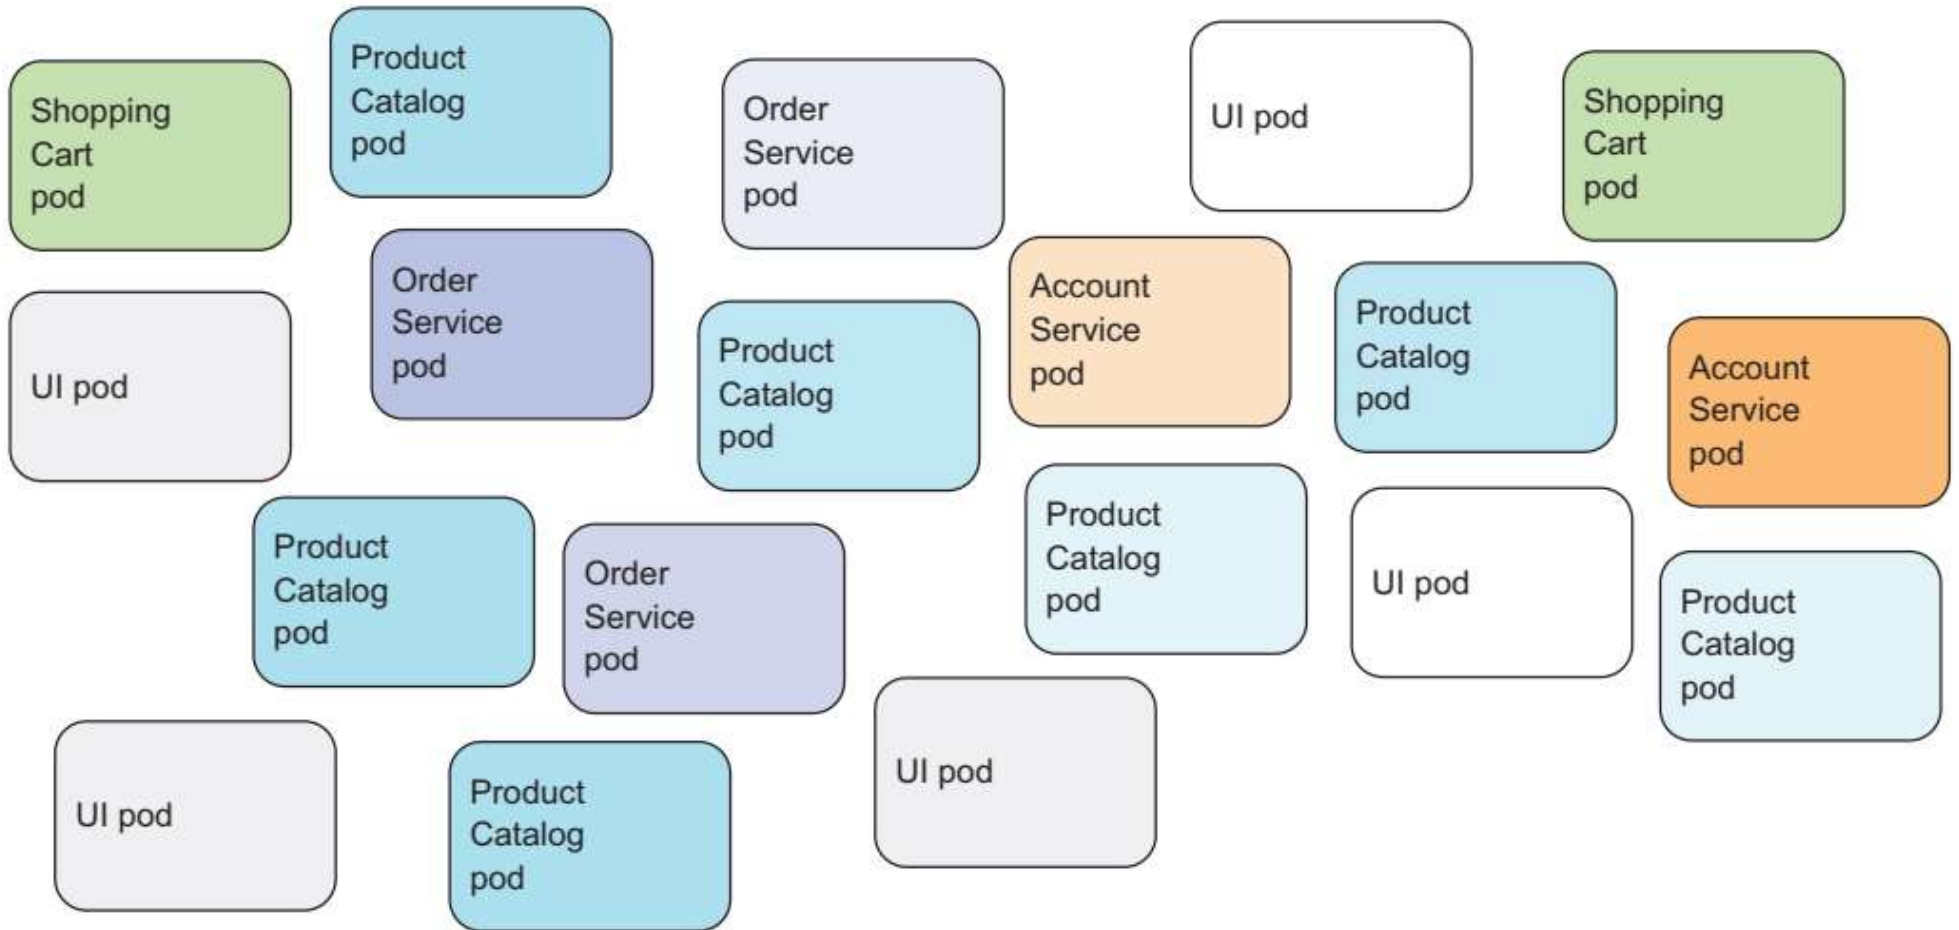 Shopping
Cart
pod
Product
Catalog
pod
Order
Service
pod
UI pod
Shopping
Cart
pod
UI pod
Order
Service
pod
Product
Catalog
pod
Account
Service
pod
Product
Catalog
pod
Account
Service
pod
Product
Catalog
pod
Order
Service
pod
Product
Catalog
pod
UI pod
Product
Catalog
pod
UI pod
Product
Catalog
pod
UI pod